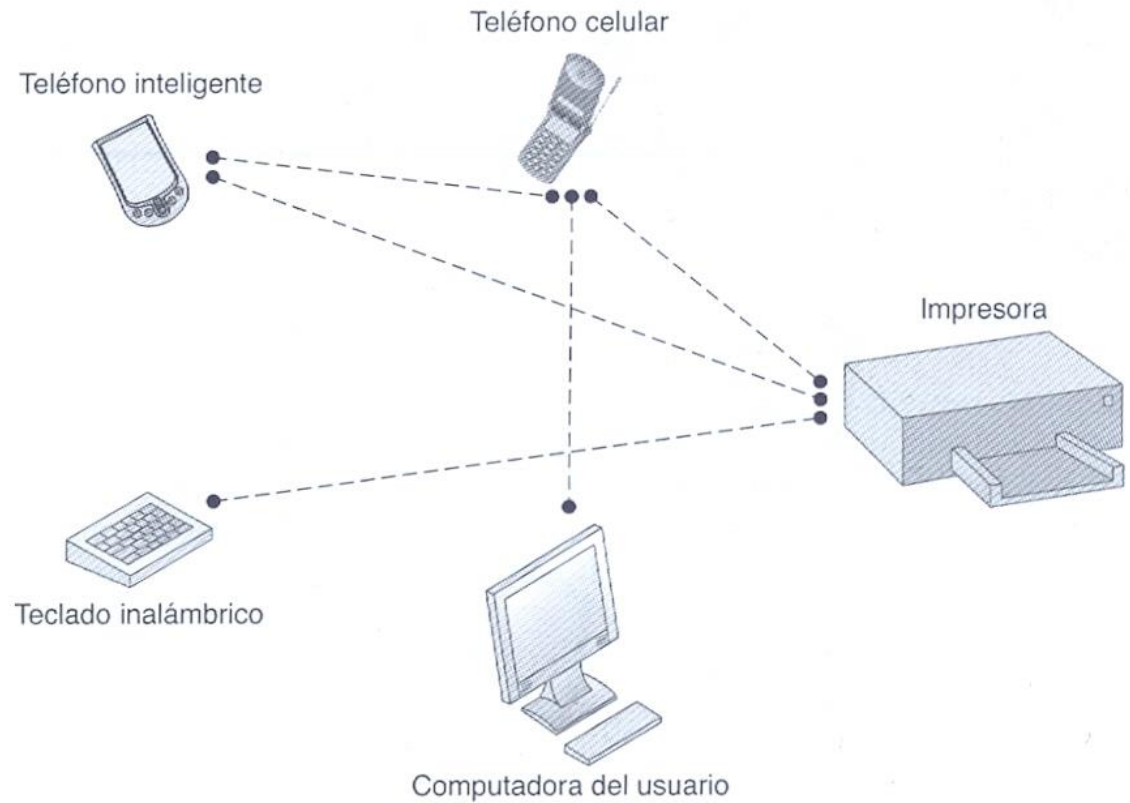 Teléfono celular
Teléfono inteligente
Impresora
Teclado inalámbrico
Computadora del usuario